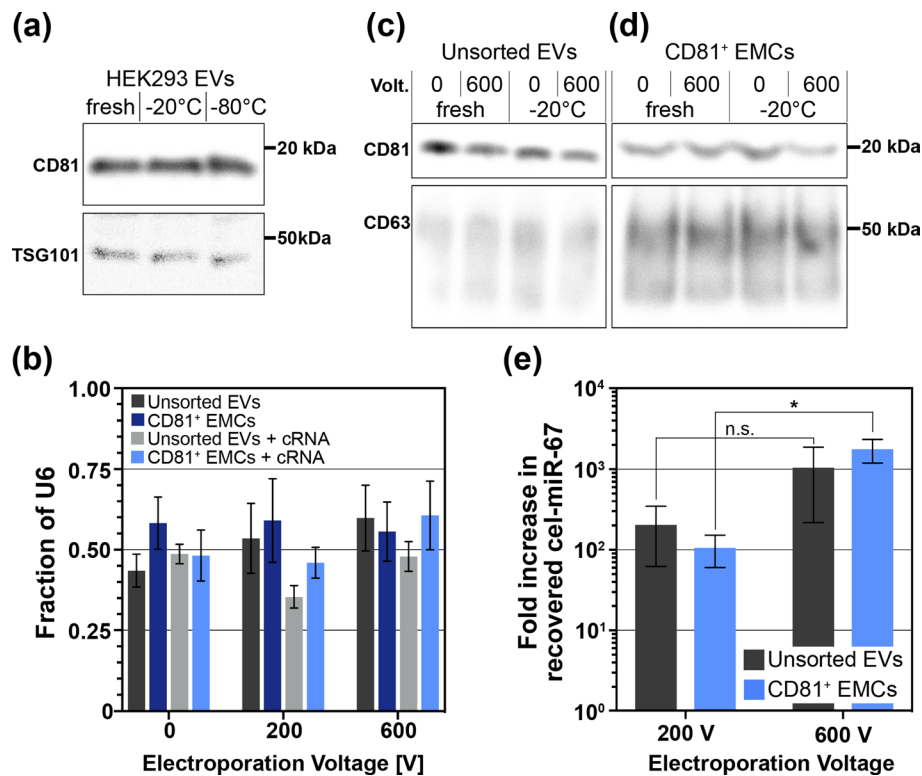 (a)
HEK293 EVs
fresh -20°C -80°C
CD81
20 kDa
TSG101
50kDa
(c)
Unsorted EVs
Volt. 0 600 0 600
fresh -20°C
CD81
CD63
(d)
CD81⁺ EMCs
0 600 0 600
fresh -20°C
20 kDa
50 kDa
(b)
Fraction of U6
1.00
0.75
0.50
0.25
0
Unsorted EVs
CD81⁺ EMCs
Unsorted EVs + cRNA
CD81⁺ EMCs + cRNA
0 200 600
Electroporation Voltage [V]
(e)
Fold increase in
recovered cel-miR-67
10⁴
10³
10²
10¹
10⁰
n.s.
*
Unsorted EVs
CD81⁺ EMCs
200 V 600 V
Electroporation Voltage